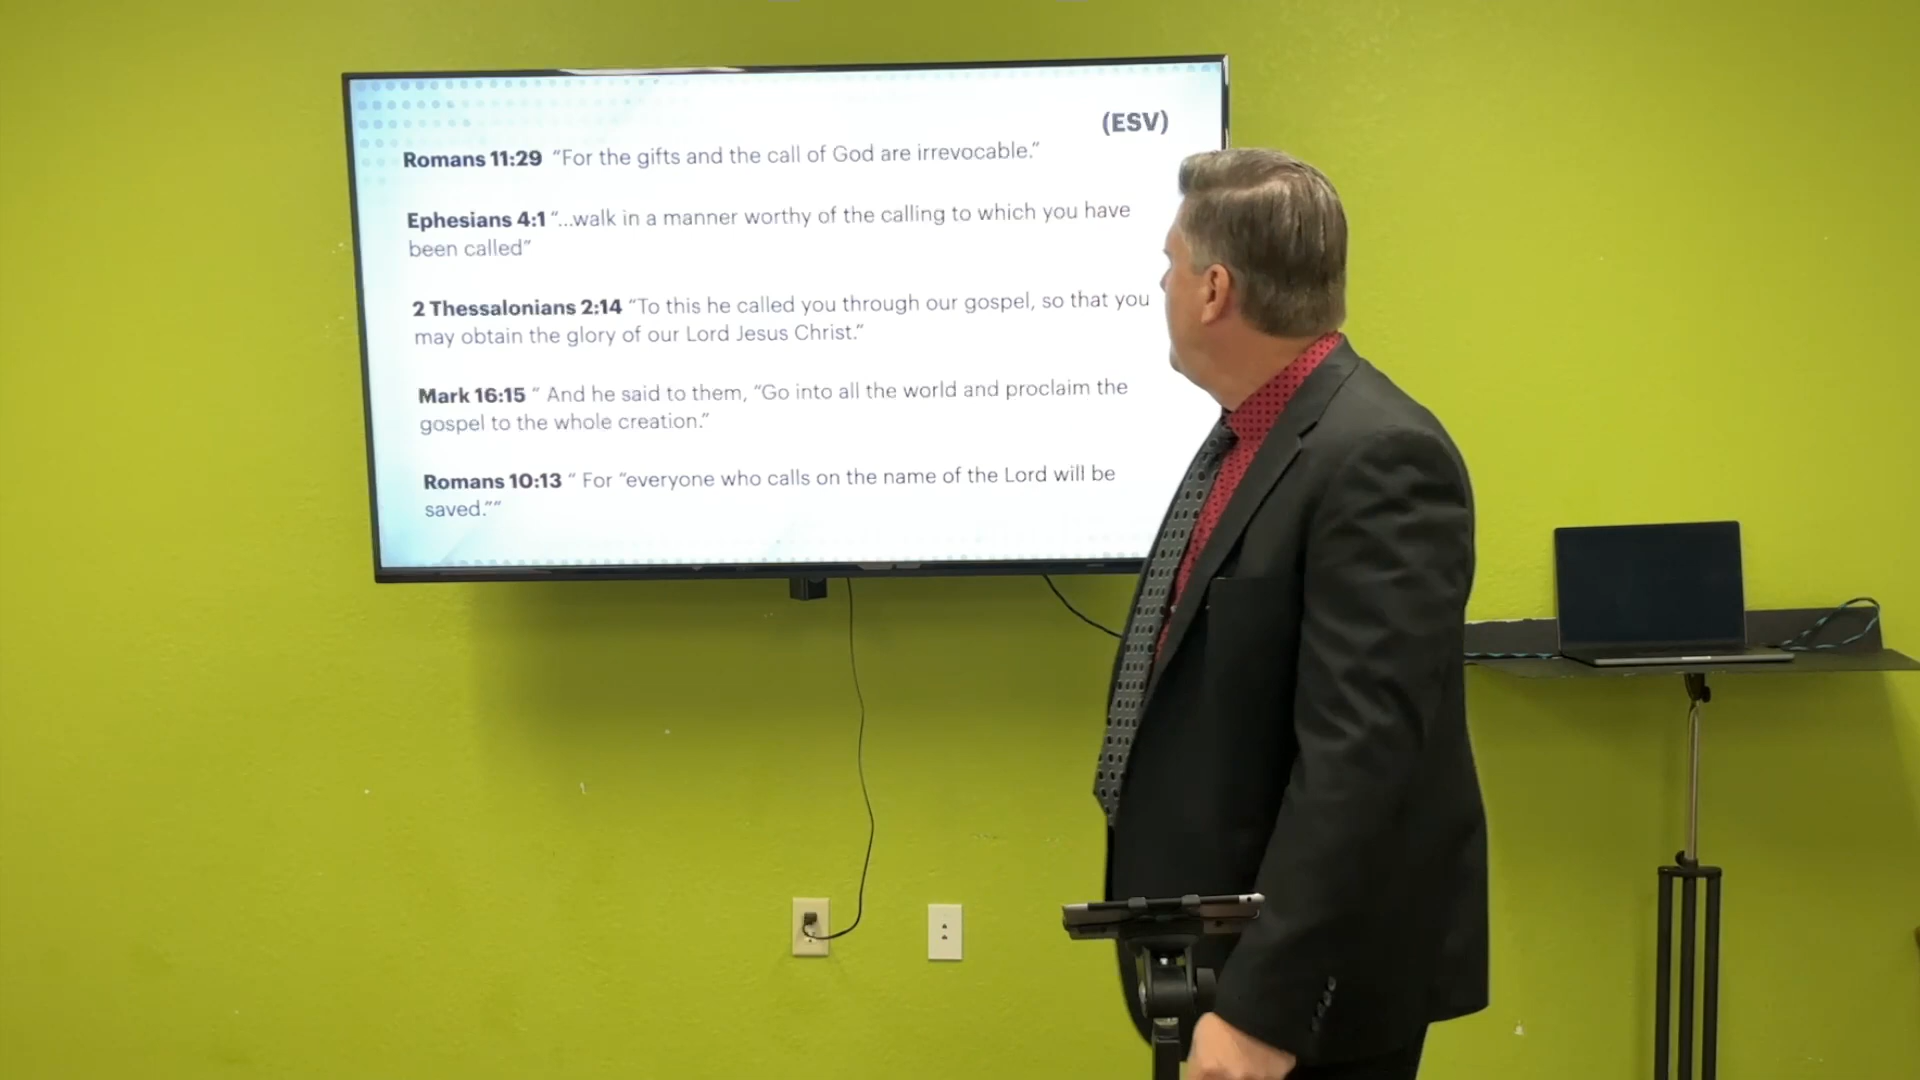 (ESV)
Romans 11:29 “For the gifts and the call of God are irrevocable.”
Ephesians 4:1 “...walk in a manner worthy of the calling to which you have
been called”
2 Thessalonians 2:14 “To this he called you through our gospel, so that you
may obtain the glory of our Lord Jesus Christ.”
Mark 16:15 “ And he said to them, “Go into all the world and proclaim the
gospel to the whole creation.”
Romans 10:13 “ For “everyone who calls on the name of the Lord will be
saved.””